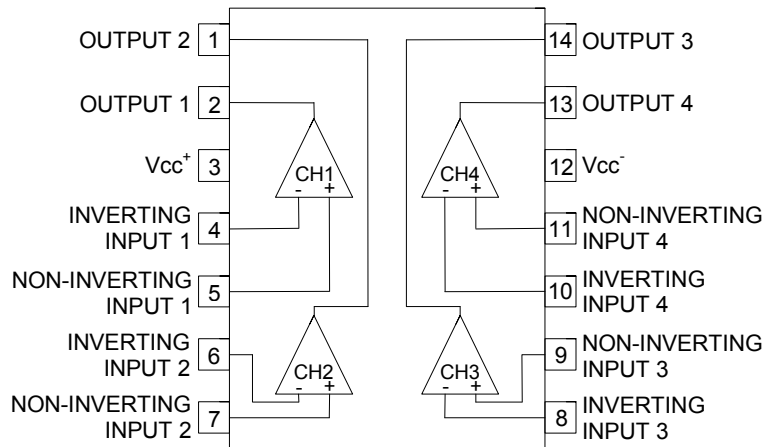 OUTPUT 2 1
14 OUTPUT 3
OUTPUT 1 2
13 OUTPUT 4
Vcc+ 3
12 Vcc-
CH1
- +
CH4
- +
INVERTING
INPUT 1 4
11 NON-INVERTING
INPUT 4
NON-INVERTING
INPUT 1 5
10 INVERTING
INPUT 4
INVERTING
INPUT 2 6
9 NON-INVERTING
INPUT 3
CH2
- +
CH3
- +
NON-INVERTING
INPUT 2 7
8 INVERTING
INPUT 3